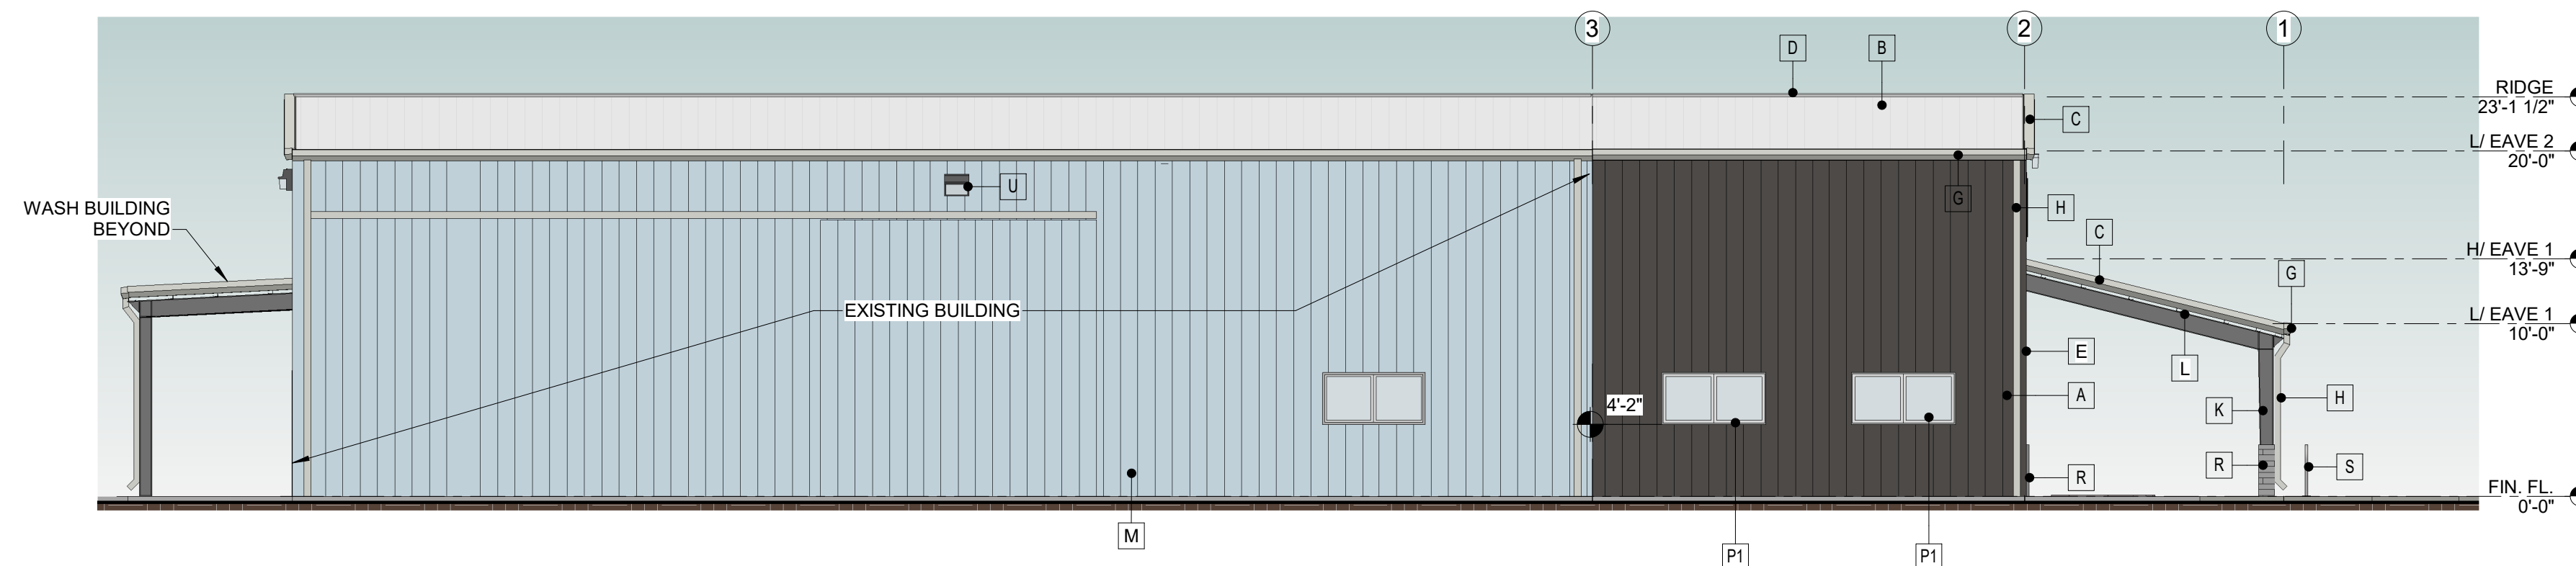 3
2
1
D
B
RIDGE
23'-1 1/2"
C
L/ EAVE 2
20'-0"
U
G
H
WASH BUILDING
BEYOND
C
H/ EAVE 1
13'-9"
G
EXISTING BUILDING
L/ EAVE 1
10'-0"
E
L
A
4'-2"
K
H
R
R
S
FIN. FL.
0'-0"
M
P1
P1